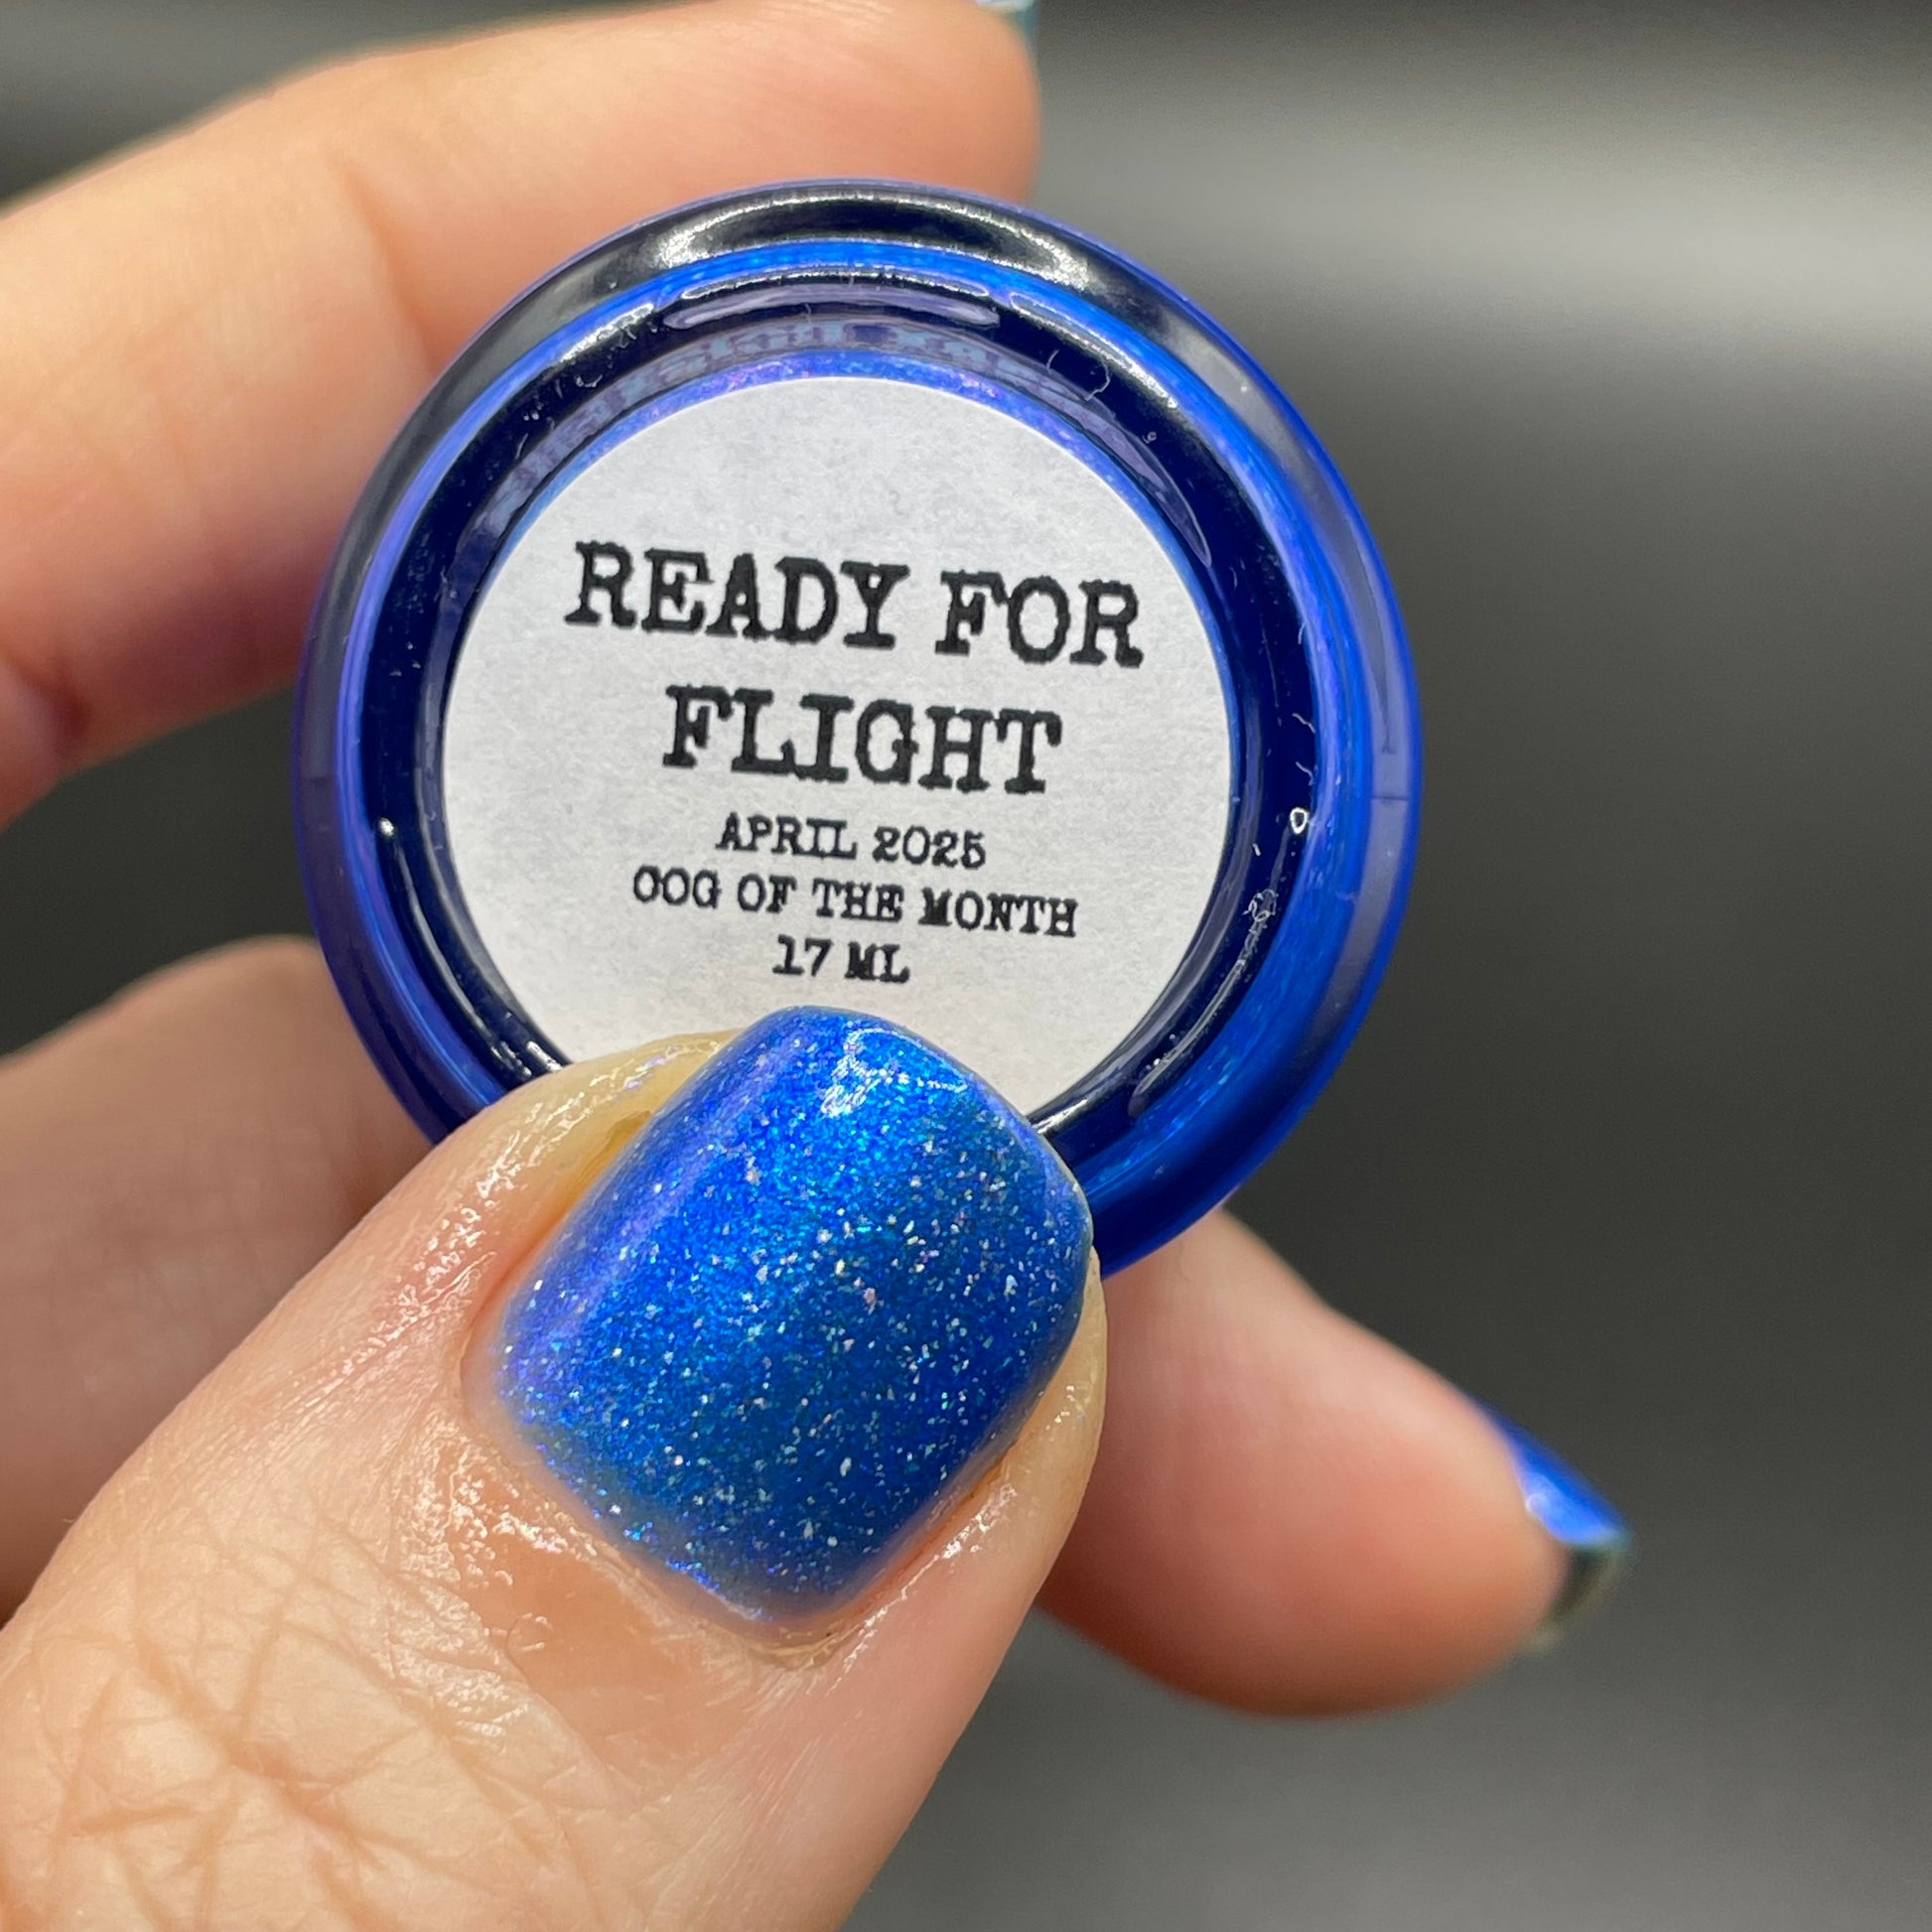 READY FOR
FLIGHT
APRIL 2025
OOG OF THE MONTH
17 ML